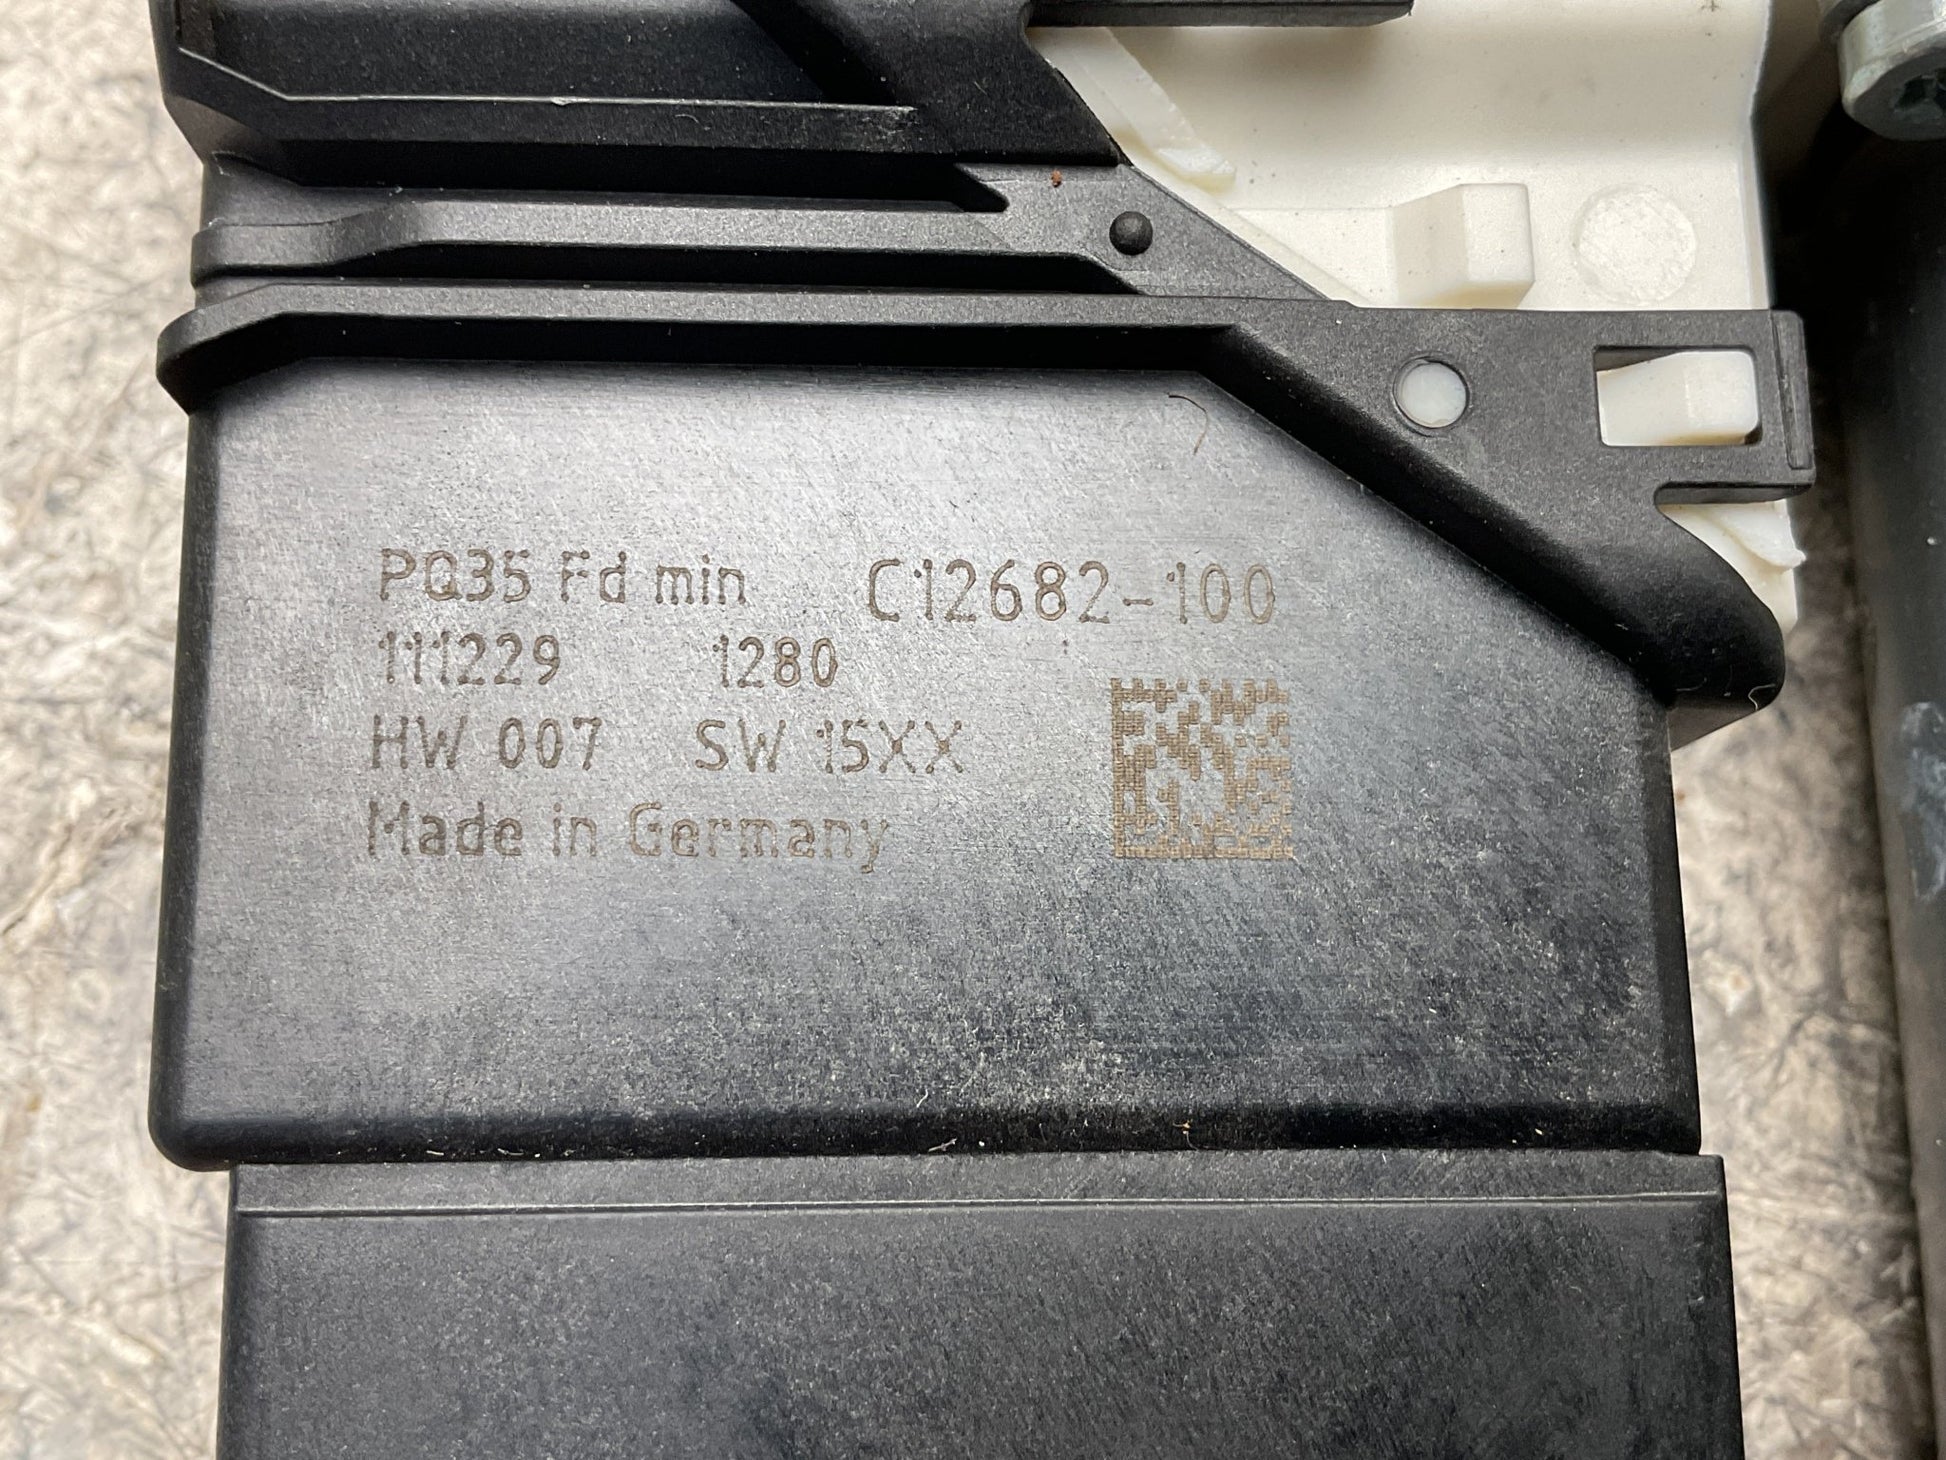 PQ35 Fd min C12682-100
111229 1280
HW 007 SW 15XX
Made in Germany